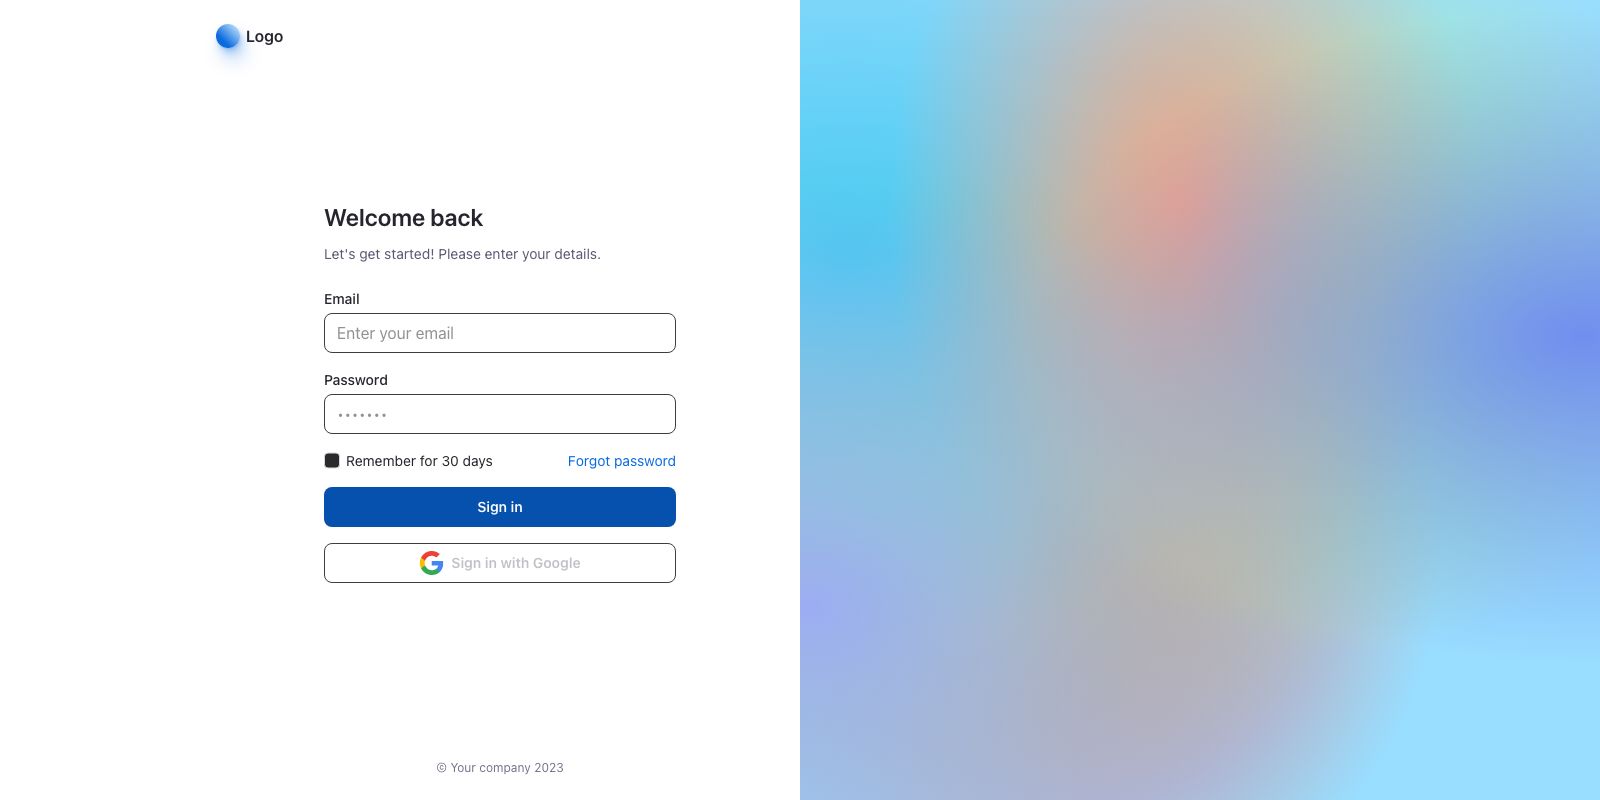 Logo
Welcome back
Let's get started! Please enter your details.
Email
Enter your email
Password
•••••••
Remember for 30 days
Forgot password
Sign in
Sign in with Google
© Your company 2023